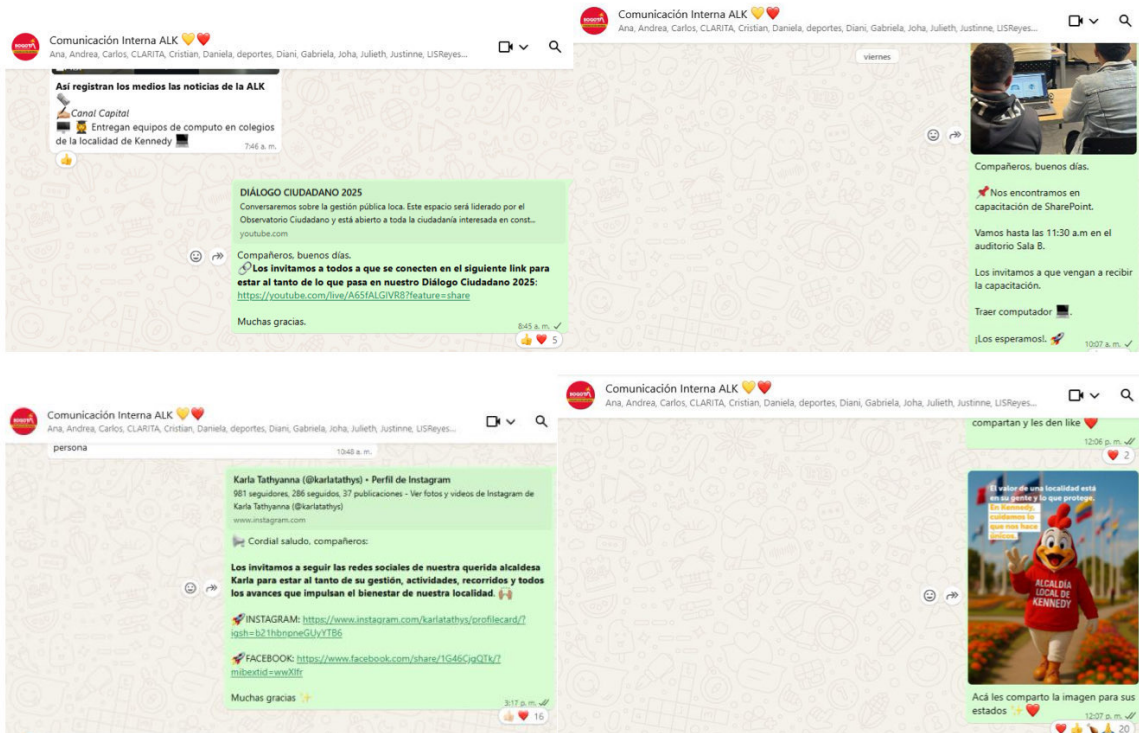 Comunicación Interna ALK 💛❤️
Ana, Andrea, Carlos, CLARITA, Cristian, Daniela, deportes, Diani, Gabriela, Joha, Julieth, Justinne, LISReyes...
Así registran los medios las noticias de la ALK
🗞️
✍🏼Canal Capital
🖥️ 👨‍🎓 Entregan equipos de computo en colegios
de la localidad de Kennedy 💻
7:46 a. m.
👍
DIÁLOGO CIUDADANO 2025
Conversaremos sobre la gestión pública loca. Este espacio será liderado por el
Observatorio Ciudadano y está abierto a toda la ciudadanía interesada en const...
youtube.com
Compañeros, buenos días.
🔗Los invitamos a todos a que se conecten en el siguiente link para
estar al tanto de lo que pasa en nuestro Diálogo Ciudadano 2025:
https://youtube.com/live/A65fALGIVR8?feature=share
Muchas gracias.
8:45 a. m. ✓
👍❤️ 5
Comunicación Interna ALK 💛❤️
Ana, Andrea, Carlos, CLARITA, Cristian, Daniela, deportes, Diani, Gabriela, Joha, Julieth, Justinne, LISReyes...
viernes
Compañeros, buenos días.
📌Nos encontramos en
capacitación de SharePoint.
Vamos hasta las 11:30 a.m en el
auditorio Sala B.
Los invitamos a que vengan a recibir
la capacitación.
Traer computador 💻.
¡Los esperamos!. 🚀
10:07 a. m. ✓
Comunicación Interna ALK 💛❤️
Ana, Andrea, Carlos, CLARITA, Cristian, Daniela, deportes, Diani, Gabriela, Joha, Julieth, Justinne, LISReyes...
persona
10:48 a. m.
Karla Tathyanna (@karlatathys) • Perfil de Instagram
981 seguidores, 286 seguidos, 37 publicaciones - Ver fotos y videos de Instagram de
Karla Tathyanna (@karlatathys)
www.instagram.com
📢 Cordial saludo, compañeros:
Los invitamos a seguir las redes sociales de nuestra querida alcaldesa
Karla para estar al tanto de su gestión, actividades, recorridos y todos
los avances que impulsan el bienestar de nuestra localidad. 🙌🏼
🚀INSTAGRAM: https://www.instagram.com/karlatathys/profilecard/?
igsh=b21hbnpneGUyYTB6
🚀FACEBOOK: https://www.facebook.com/share/1G46CjgQTk/?
mibextid=wwXIfr
Muchas gracias ✨
3:17 p. m. ✓✓
👍🏻❤️ 16
Comunicación Interna ALK 💛❤️
Ana, Andrea, Carlos, CLARITA, Cristian, Daniela, deportes, Diani, Gabriela, Joha, Julieth, Justinne, LISReyes...
compartan y les den like ❤️
12:06 p. m. ✓✓
❤️ 2
El valor de una localidad está
en su gente y lo que protege.
En Kennedy,
cuidamos lo
que nos hace
únicos.
ALCALDÍA
LOCAL DE
KENNEDY
Acá les comparto la imagen para sus
estados ✨❤️
12:07 p. m. ✓✓
20